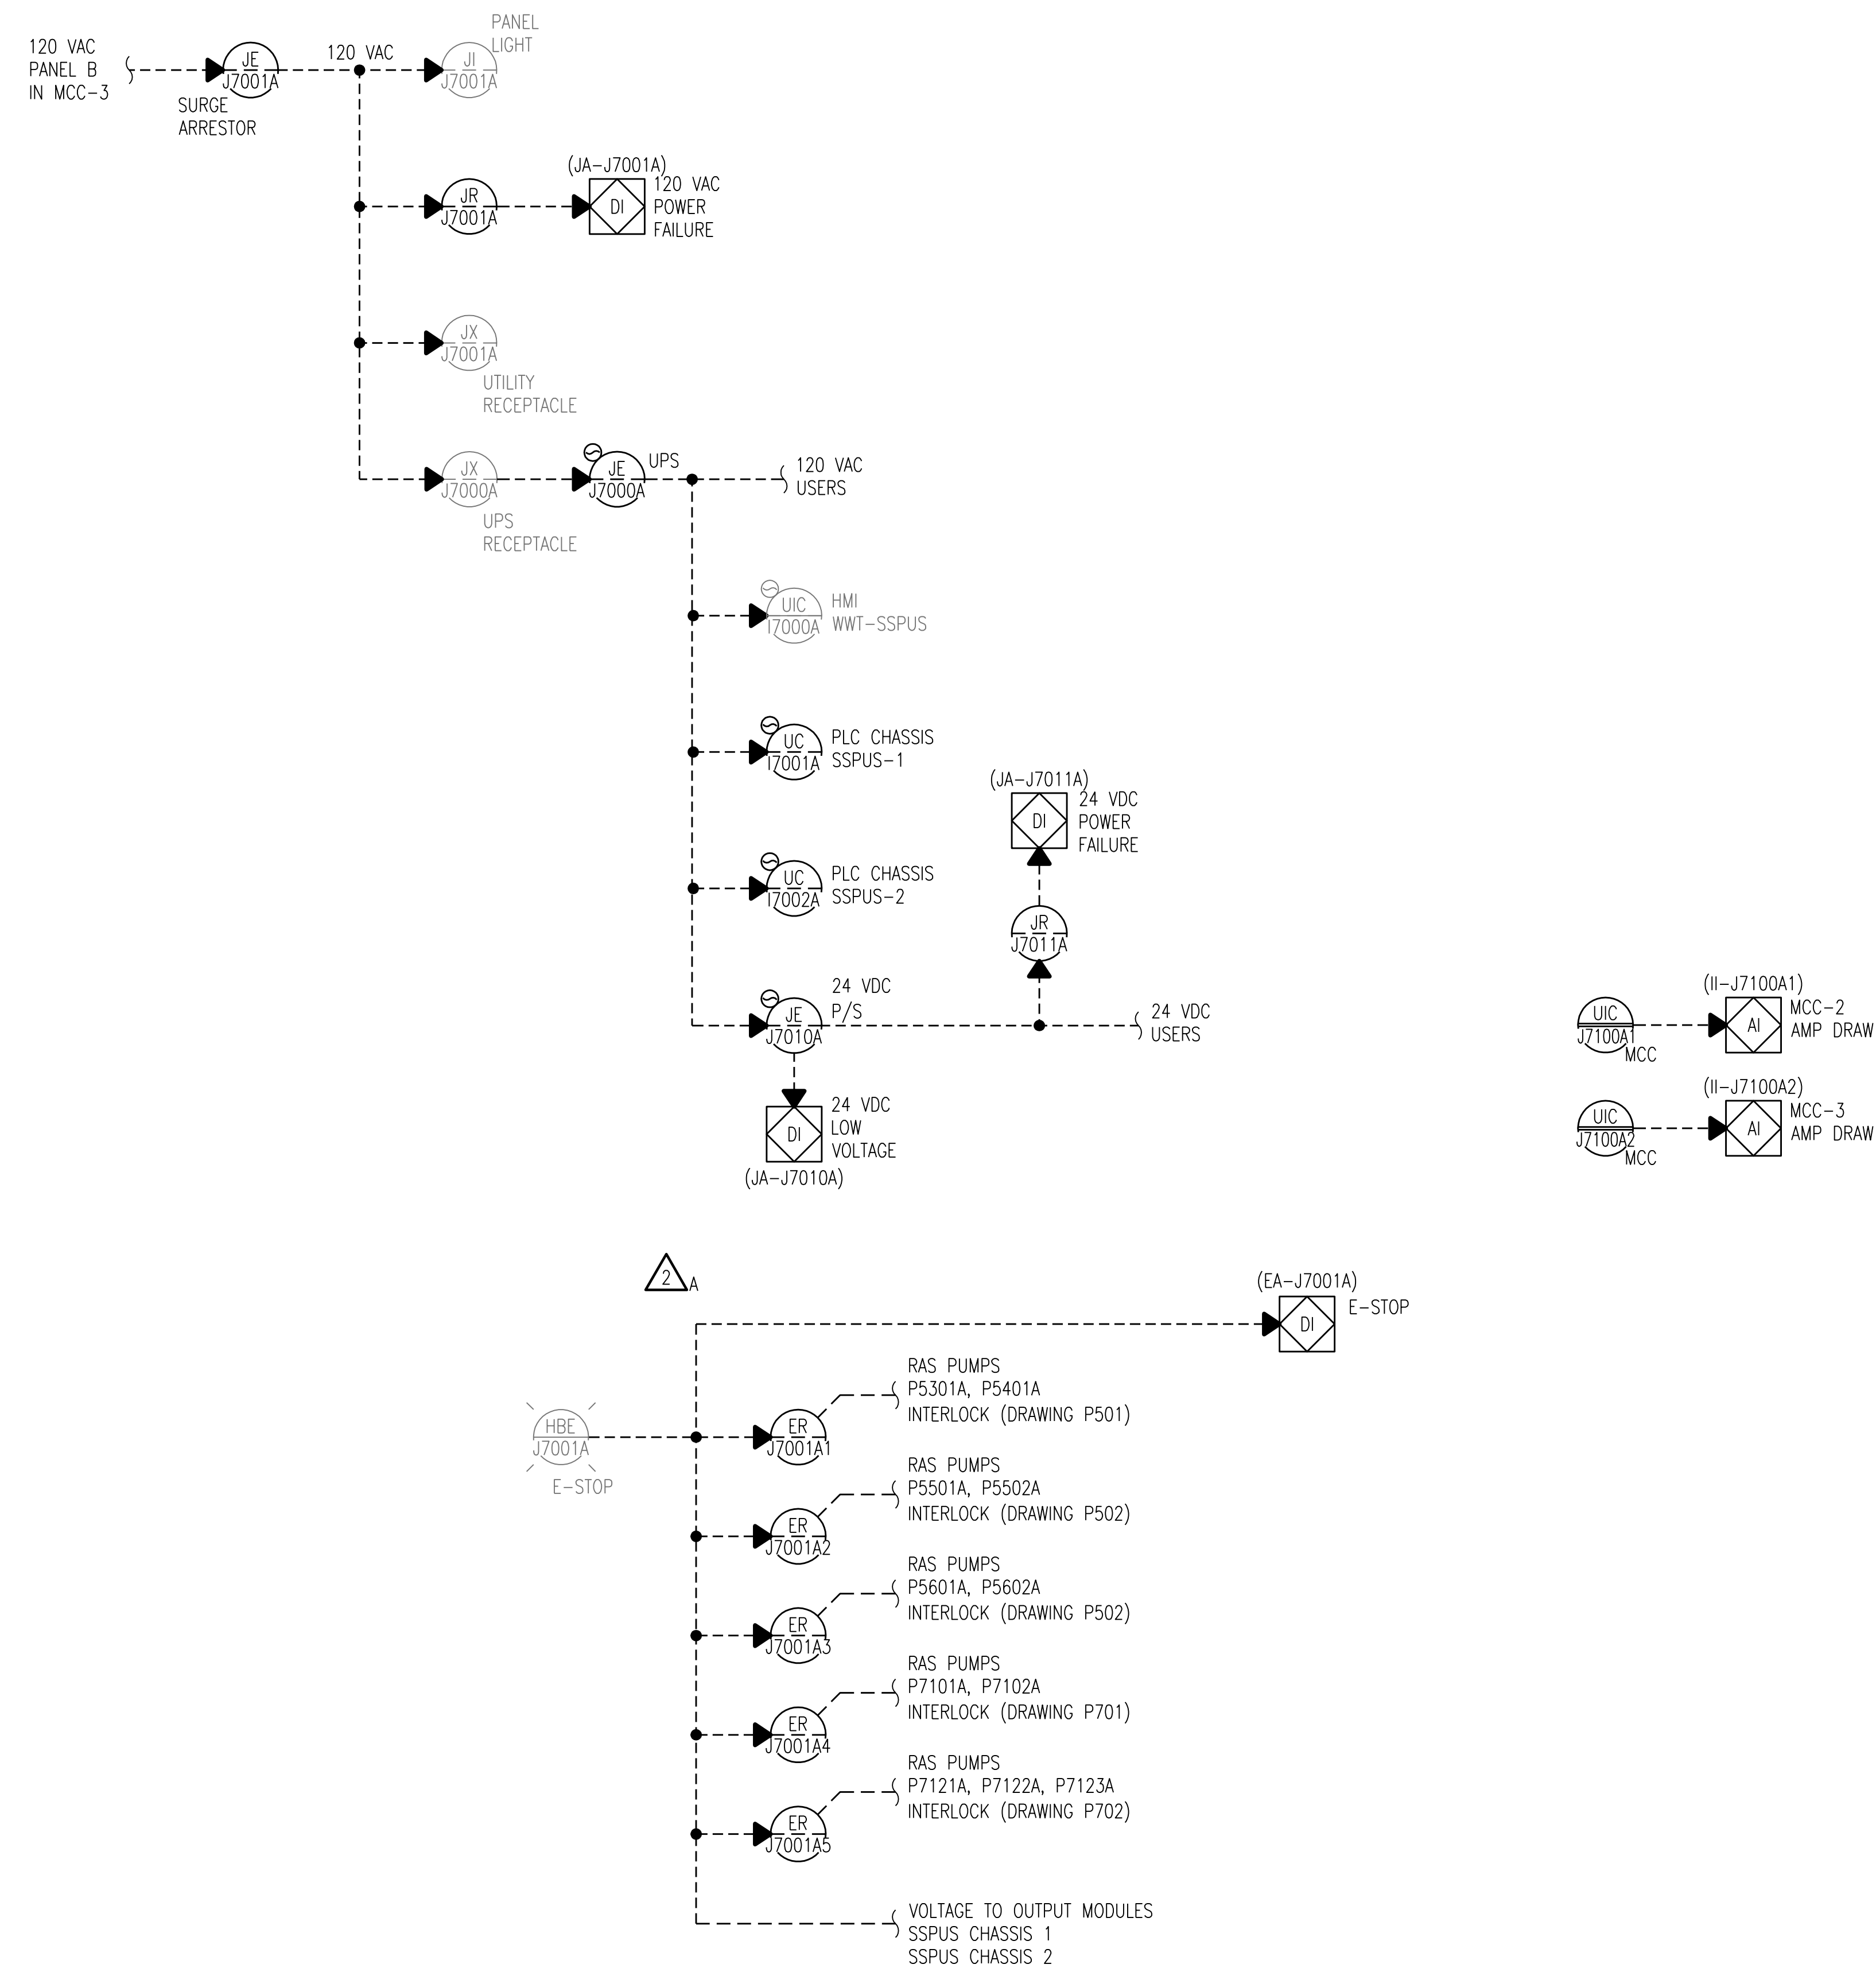 120 VAC
PANEL B
IN MCC-3
JE
J7001A
SURGE
ARRESTOR
120 VAC
PANEL
LIGHT
JI
J7001A
JR
J7001A
(JA-J7001A)
DI
120 VAC
POWER
FAILURE
JX
J7001A
UTILITY
RECEPTACLE
JX
J7000A
UPS
RECEPTACLE
JE
J7000A
UPS
120 VAC
USERS
UIC
I7000A
HMI
WWT-SSPUS
UC
I7001A
PLC CHASSIS
SSPUS-1
UC
I7002A
PLC CHASSIS
SSPUS-2
(JA-J7011A)
DI
24 VDC
POWER
FAILURE
JR
J7011A
JE
J7010A
24 VDC
P/S
24 VDC
USERS
DI
24 VDC
LOW
VOLTAGE
(JA-J7010A)
UIC
J7100A1
MCC
(II-J7100A1)
AI
MCC-2
AMP DRAW
UIC
J7100A2
MCC
(II-J7100A2)
AI
MCC-3
AMP DRAW
2
A
(EA-J7001A)
DI
E-STOP
HBE
J7001A
E-STOP
RAS PUMPS
P5301A, P5401A
INTERLOCK (DRAWING P501)
ER
J7001A1
RAS PUMPS
P5501A, P5502A
INTERLOCK (DRAWING P502)
ER
J7001A2
RAS PUMPS
P5601A, P5602A
INTERLOCK (DRAWING P502)
ER
J7001A3
RAS PUMPS
P7101A, P7102A
INTERLOCK (DRAWING P701)
ER
J7001A4
RAS PUMPS
P7121A, P7122A, P7123A
INTERLOCK (DRAWING P702)
ER
J7001A5
VOLTAGE TO OUTPUT MODULES
SSPUS CHASSIS 1
SSPUS CHASSIS 2